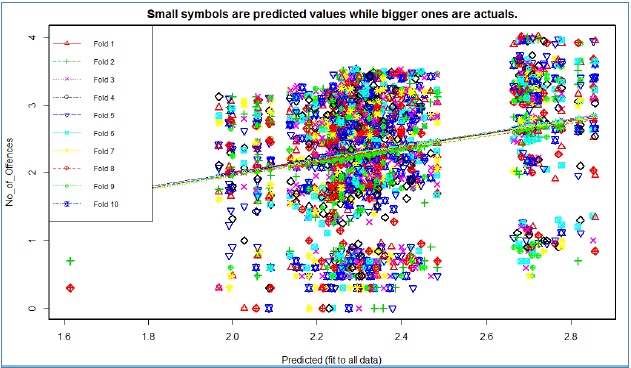 Small symbols are predicted values while bigger ones are actuals.
No_of_Offences
4
3
2
1
0
Fold 1
Fold 2
Fold 3
Fold 4
Fold 5
Fold 6
Fold 7
Fold 8
Fold 9
Fold 10
1.6 1.8 2.0 2.2 2.4 2.6 2.8
Predicted (fit to all data)